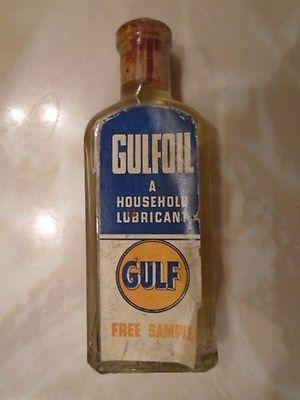 GULFOIL
A
HOUSEHOLD
LUBRICANT
GULF
FREE SAMPLE